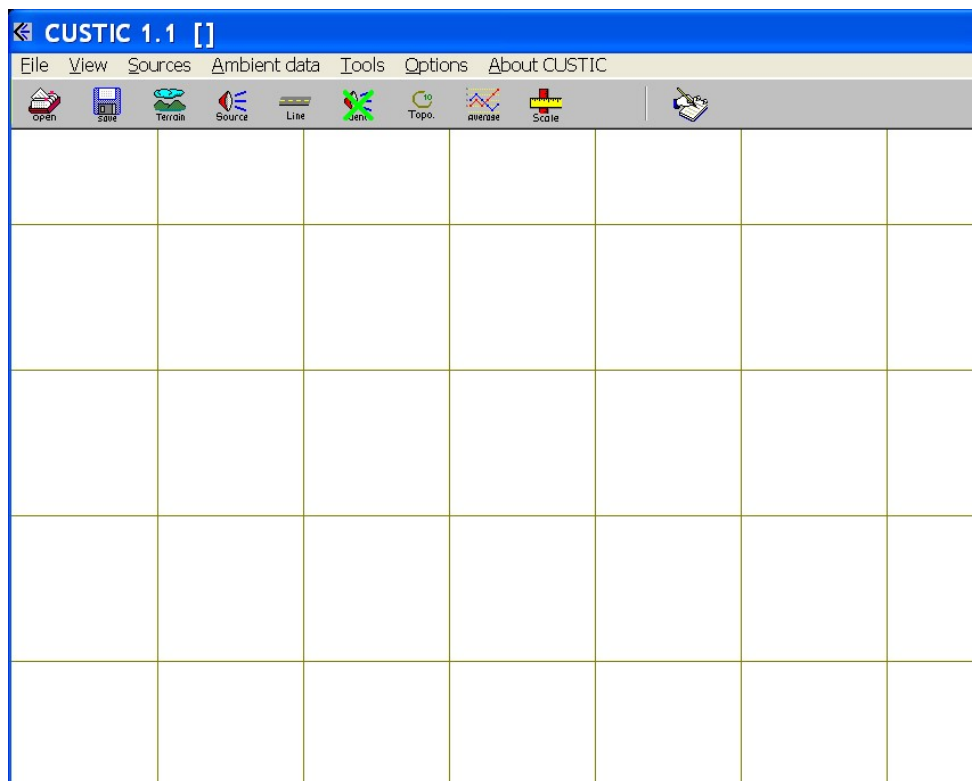 CUSTIC 1.1 []
File View Sources Ambient data Tools Options About CUSTIC
Open Save Terrain Source Line Topo. Average Scale